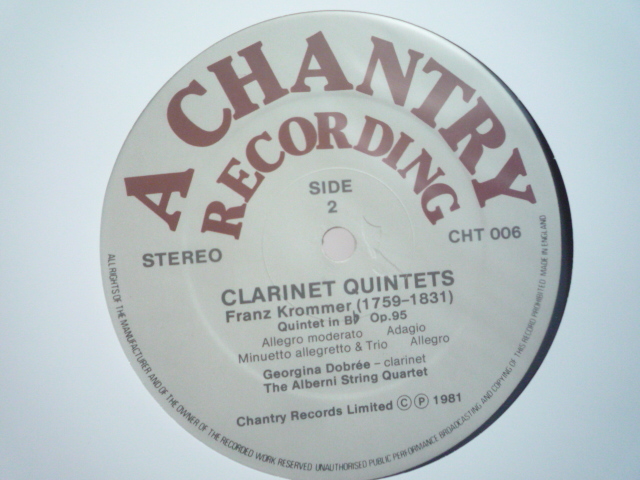 A CHANTRY
RECORDING
SIDE
2
STEREO
CHT 006
CLARINET QUINTETS
Franz Krommer (1759–1831)
Quintet in B♭ Op.95
Allegro moderato Adagio
Minuetto allegretto & Trio Allegro
Georgina Dobrée – clarinet
The Alberni String Quartet
Chantry Records Limited Ⓒ Ⓟ 1981
ALL RIGHTS OF THE MANUFACTURER AND OF THE OWNER OF THE RECORDED WORK RESERVED UNAUTHORISED PUBLIC PERFORMANCE BROADCASTING AND COPYING OF THIS RECORD PROHIBITED MADE IN ENGLAND